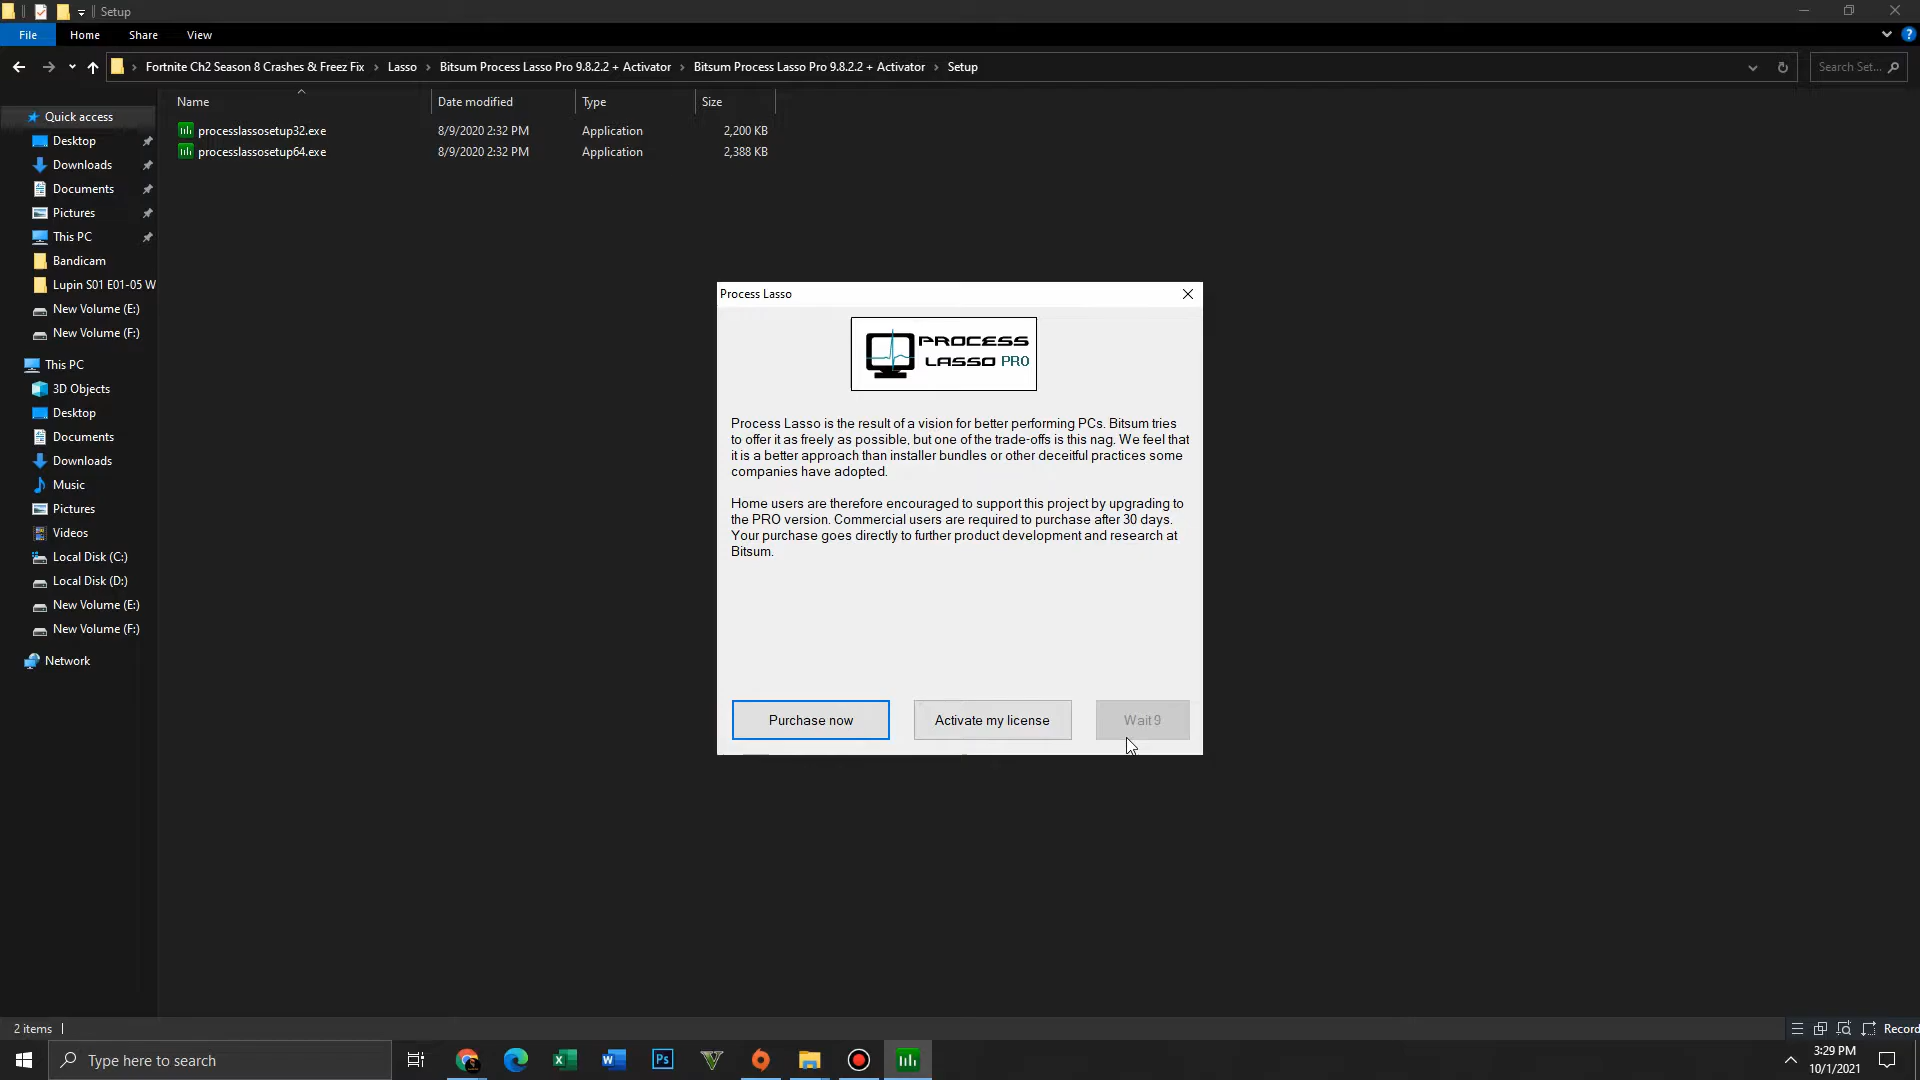 Setup
File
Home
Share
View
Fortnite Ch2 Season 8 Crashes & Freez Fix
Lasso
Bitsum Process Lasso Pro 9.8.2.2 + Activator
Bitsum Process Lasso Pro 9.8.2.2 + Activator
Setup
Search Set...
Name
Date modified
Type
Size
processlassosetup32.exe
8/9/2020 2:32 PM
Application
2,200 KB
processlassosetup64.exe
8/9/2020 2:32 PM
Application
2,388 KB
Quick access
Desktop
Downloads
Documents
Pictures
This PC
Bandicam
Lupin S01 E01-05 W
New Volume (E:)
New Volume (F:)
This PC
3D Objects
Desktop
Documents
Downloads
Music
Pictures
Videos
Local Disk (C:)
Local Disk (D:)
New Volume (E:)
New Volume (F:)
Network
Process Lasso
PROCESS
LASSO PRO
Process Lasso is the result of a vision for better performing PCs. Bitsum tries
to offer it as freely as possible, but one of the trade-offs is this nag. We feel that
it is a better approach than installer bundles or other deceitful practices some
companies have adopted.
Home users are therefore encouraged to support this project by upgrading to
the PRO version. Commercial users are required to purchase after 30 days.
Your purchase goes directly to further product development and research at
Bitsum.
Purchase now
Activate my license
Wait 9
2 items
Record
Type here to search
3:29 PM
10/1/2021